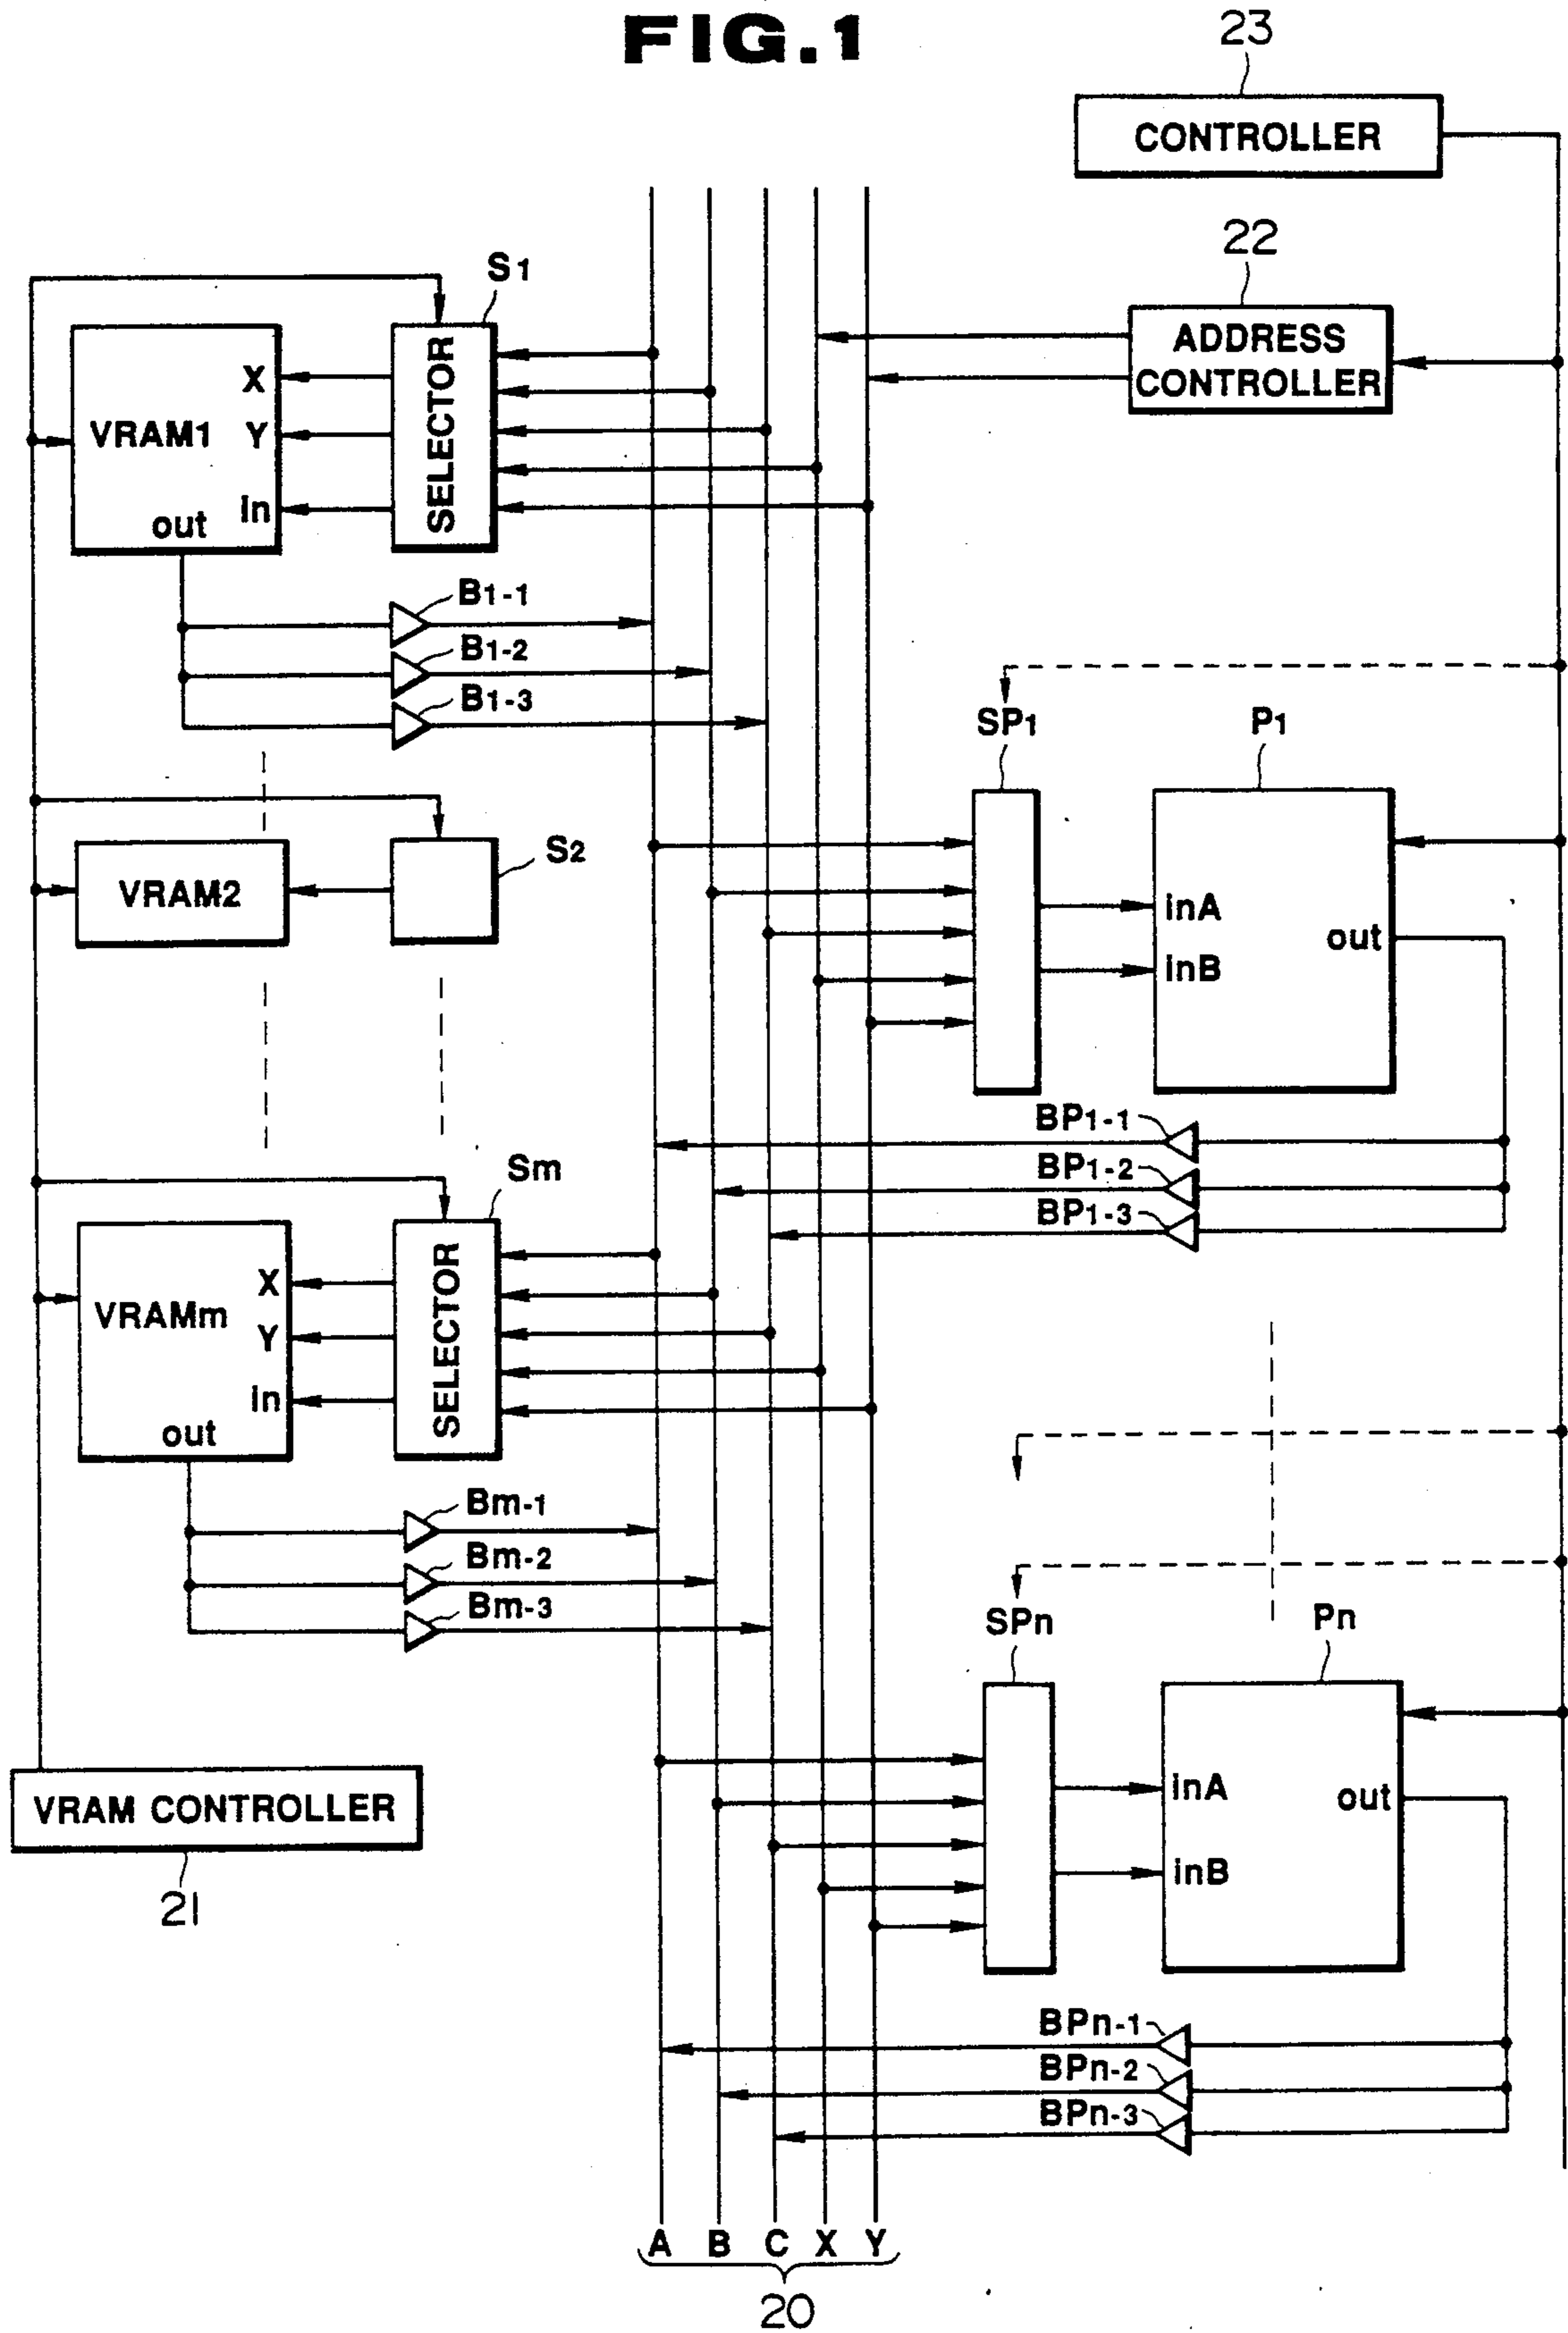 FIG.1
23
CONTROLLER
22
ADDRESS
CONTROLLER
S1
SELECTOR
X
VRAM1
Y
In
out
B1-1
B1-2
B1-3
SP1
P1
S2
VRAM2
inA
out
inB
BP1-1
BP1-2
BP1-3
Sm
SELECTOR
X
VRAMm
Y
in
out
Bm-1
Bm-2
Bm-3
SPn
Pn
inA
out
inB
VRAM CONTROLLER
21
BPn-1
BPn-2
BPn-3
A B C X Y
20